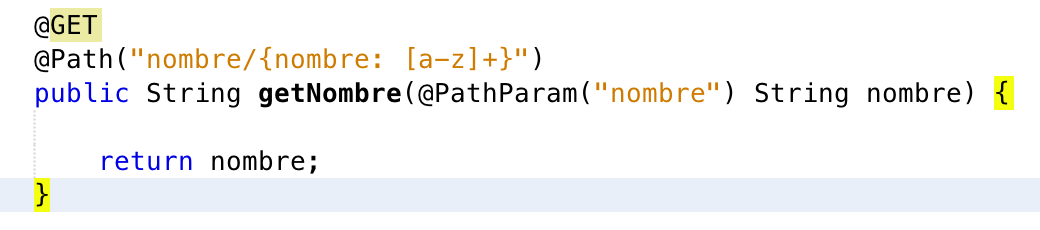 @GET
@Path("nombre/{nombre: [a-z]+}")
public String getNombre(@PathParam("nombre") String nombre) {
return nombre;
}